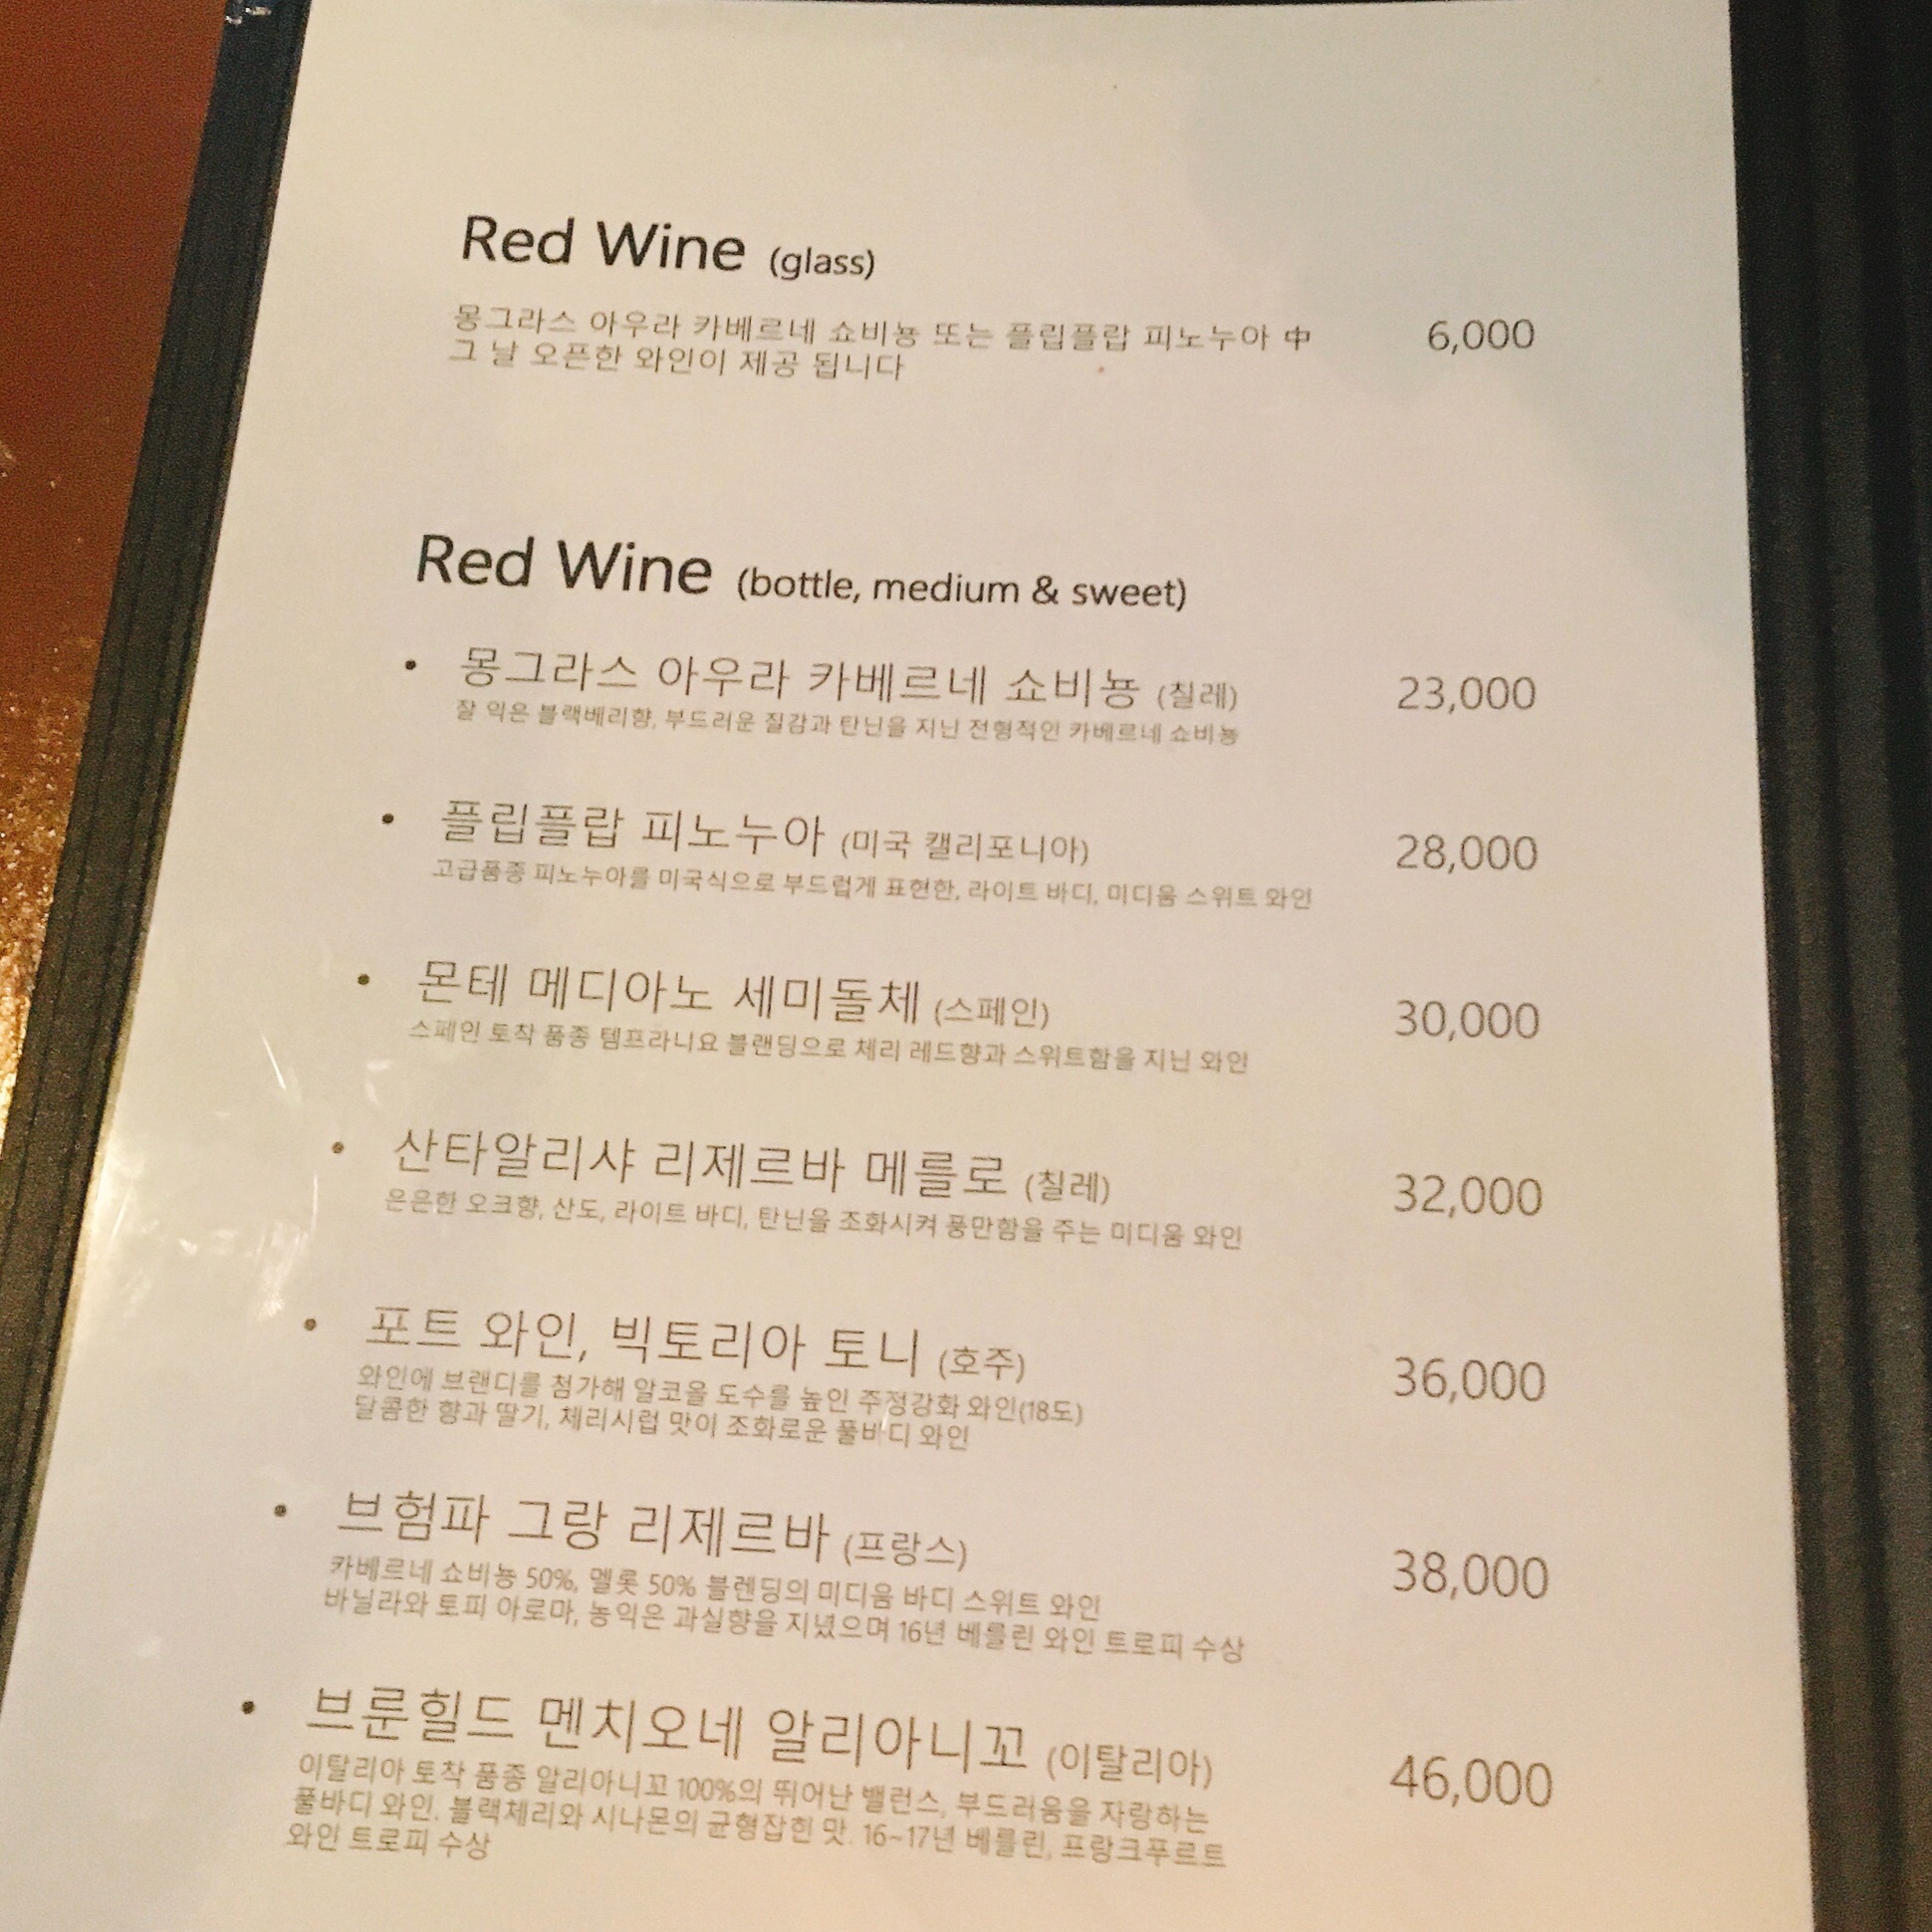 Red Wine (glass)
몽그라스 아우라 카베르네 쇼비뇽 또는 플립플랍 피노누아 中
6,000
그 날 오픈한 와인이 제공 됩니다
Red Wine (bottle, medium & sweet)
• 몽그라스 아우라 카베르네 쇼비뇽 (칠레)
23,000
잘 익은 블랙베리향, 부드러운 질감과 탄닌을 지닌 전형적인 카베르네 쇼비뇽
• 플립플랍 피노누아 (미국 캘리포니아)
28,000
고급품종 피노누아를 미국식으로 부드럽게 표현한, 라이트 바디, 미디움 스위트 와인
• 몬테 메디아노 세미돌체 (스페인)
30,000
스페인 토착 품종 템프라니요 블랜딩으로 체리 레드향과 스위트함을 지닌 와인
• 산타알리샤 리제르바 메를로 (칠레)
32,000
은은한 오크향, 산도, 라이트 바디, 탄닌을 조화시켜 풍만함을 주는 미디움 와인
• 포트 와인, 빅토리아 토니 (호주)
36,000
와인에 브랜디를 첨가해 알코올 도수를 높인 주정강화 와인(18도)
달콤한 향과 딸기, 체리시럽 맛이 조화로운 풀바디 와인
• 브험파 그랑 리제르바 (프랑스)
38,000
카베르네 쇼비뇽 50%, 멜롯 50% 블렌딩의 미디움 바디 스위트 와인
바닐라와 토피 아로마, 농익은 과실향을 지녔으며 16년 베를린 와인 트로피 수상
• 브룬힐드 멘치오네 알리아니꼬 (이탈리아)
46,000
이탈리아 토착 품종 알리아니꼬 100%의 뛰어난 밸런스, 부드러움을 자랑하는
풀바디 와인. 블랙체리와 시나몬의 균형잡힌 맛. 16~17년 베를린, 프랑크푸르트
와인 트로피 수상